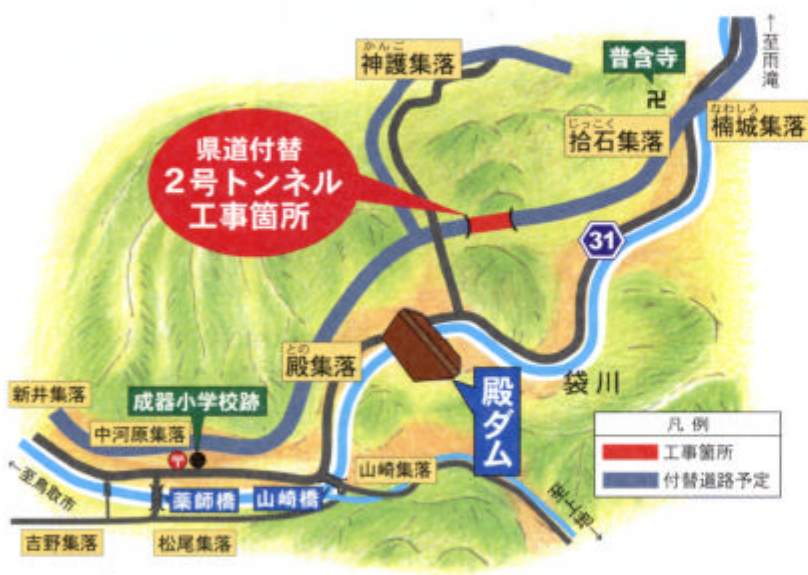 かんご
神護集落
普含寺
卍
←至雨滝
じっこく
拾石集落
なわしろ
楠城集落
県道付替
2号トンネル
工事箇所
31
との
殿集落
殿ダム
袋川
新井集落
成器小学校跡
中河原集落
〒
←至鳥取市
薬師橋
山崎橋
山崎集落
吉野集落
松尾集落
凡例
工事箇所
付替道路予定